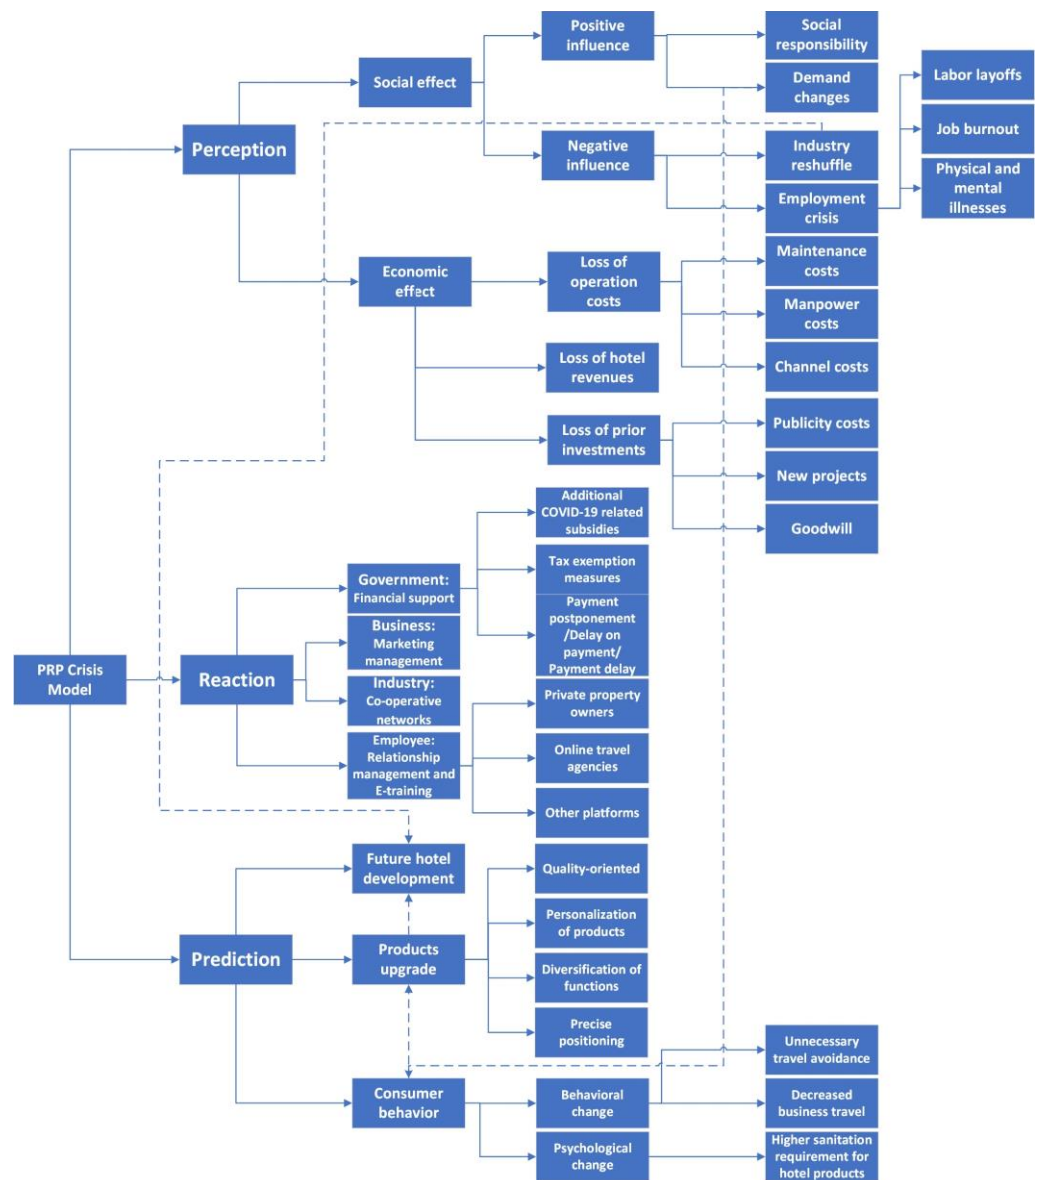 PRP Crisis
Model
Perception
Social effect
Positive
influence
Social
responsibility
Demand
changes
Negative
influence
Industry
reshuffle
Employment
crisis
Labor layoffs
Job burnout
Physical and
mental
illnesses
Economic
effect
Loss of
operation
costs
Maintenance
costs
Manpower
costs
Channel costs
Loss of hotel
revenues
Loss of prior
investments
Publicity costs
New projects
Goodwill
Reaction
Government:
Financial support
Additional
COVID-19 related
subsidies
Tax exemption
measures
Payment
postponement
/Delay on
payment/
Payment delay
Business:
Marketing
management
Industry:
Co-operative
networks
Employee:
Relationship
management and
E-training
Private property
owners
Online travel
agencies
Other platforms
Prediction
Future hotel
development
Products
upgrade
Quality-oriented
Personalization
of products
Diversification of
functions
Precise
positioning
Consumer
behavior
Behavioral
change
Unnecessary
travel avoidance
Decreased
business travel
Psychological
change
Higher sanitation
requirement for
hotel products